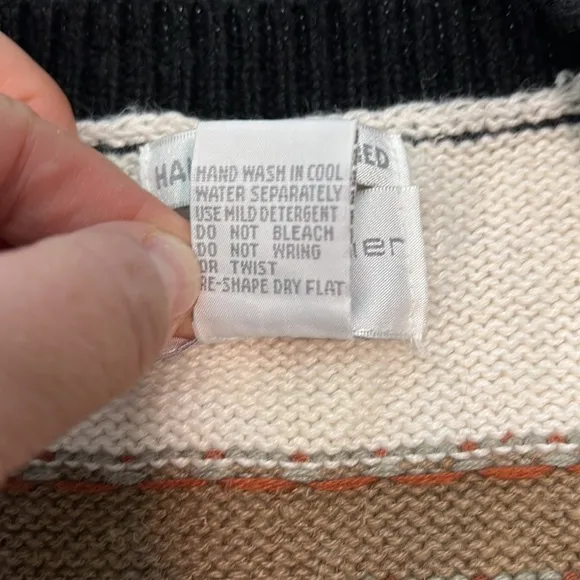 HAND WASH IN COOL
WATER SEPARATELY
USE MILD DETERGENT
DO NOT BLEACH
DO NOT WRING
OR TWIST
RE-SHAPE DRY FLAT